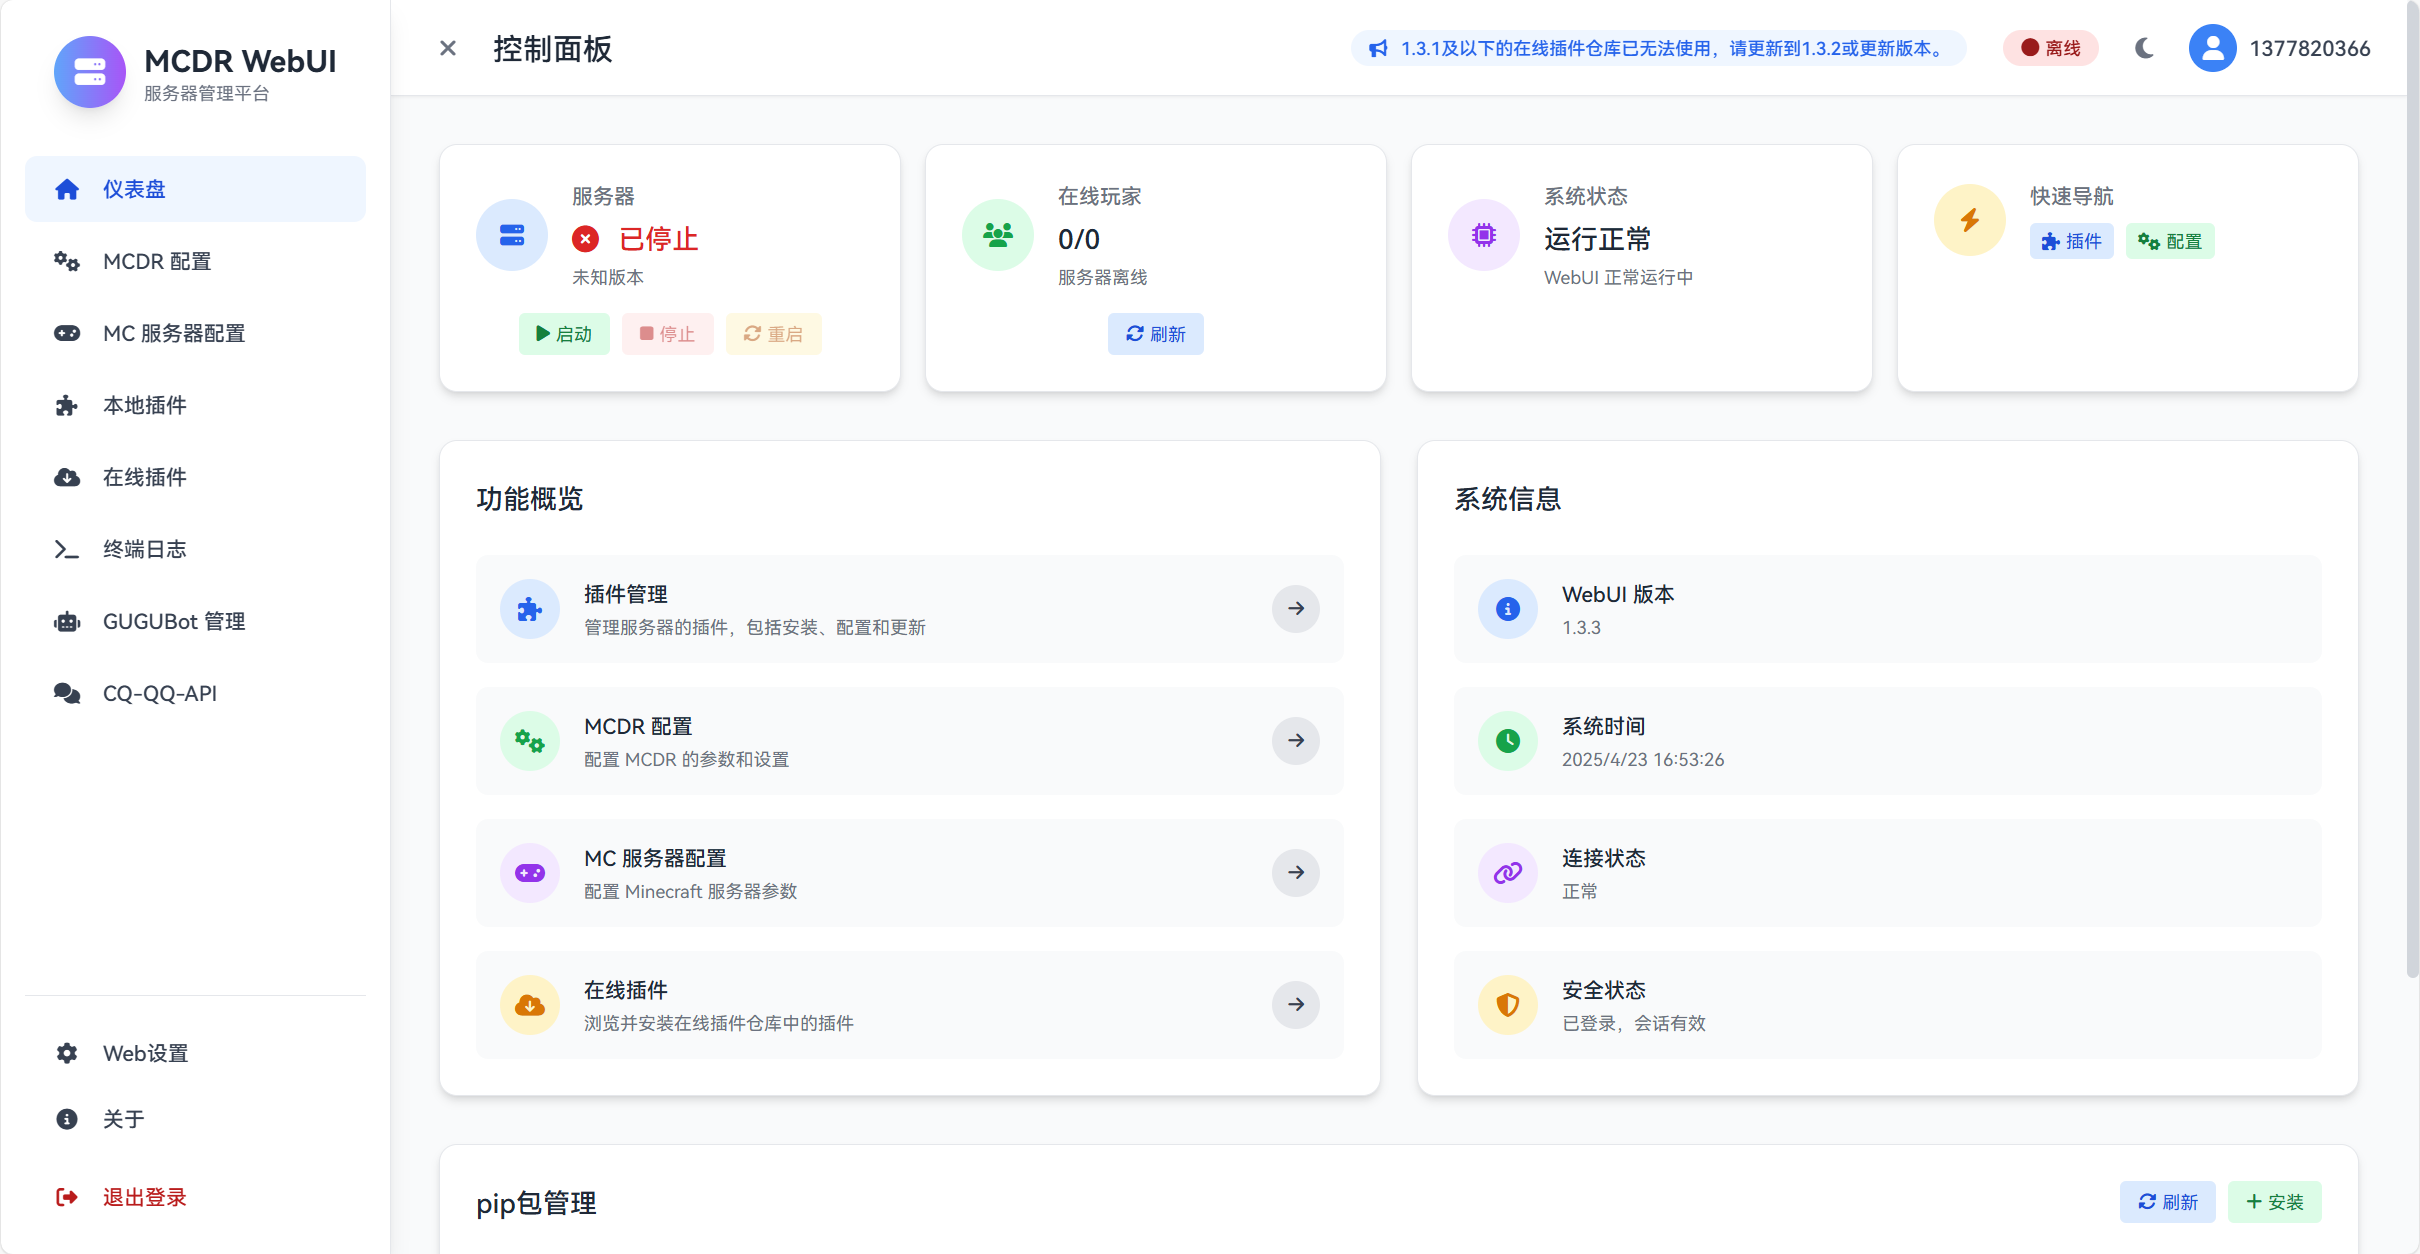 MCDR WebUI
服务器管理平台
仪表盘
MCDR 配置
MC 服务器配置
本地插件
在线插件
终端日志
GUGUBot 管理
CQ-QQ-API
Web设置
关于
退出登录
控制面板
1.3.1及以下的在线插件仓库已无法使用，请更新到1.3.2或更新版本。
离线
1377820366
服务器
已停止
未知版本
启动
停止
重启
在线玩家
0/0
服务器离线
刷新
系统状态
运行正常
WebUI 正常运行中
快速导航
插件
配置
功能概览
插件管理
管理服务器的插件，包括安装、配置和更新
MCDR 配置
配置 MCDR 的参数和设置
MC 服务器配置
配置 Minecraft 服务器参数
在线插件
浏览并安装在线插件仓库中的插件
系统信息
WebUI 版本
1.3.3
系统时间
2025/4/23 16:53:26
连接状态
正常
安全状态
已登录，会话有效
pip包管理
刷新
安装